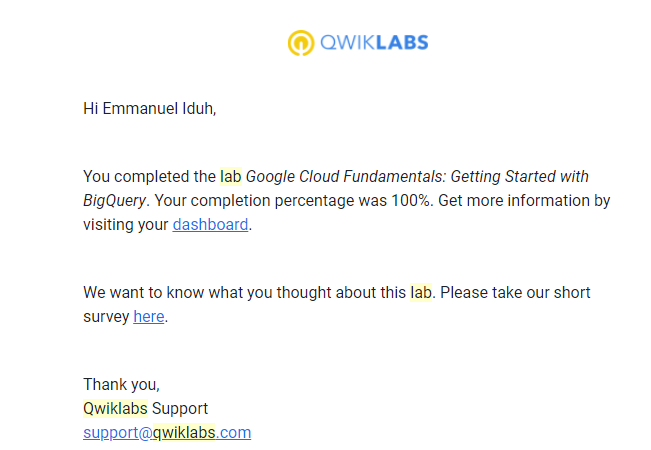 QWIKLABS
Hi Emmanuel Iduh,
You completed the lab Google Cloud Fundamentals: Getting Started with
BigQuery. Your completion percentage was 100%. Get more information by
visiting your dashboard.
We want to know what you thought about this lab. Please take our short
survey here.
Thank you,
Qwiklabs Support
support@qwiklabs.com